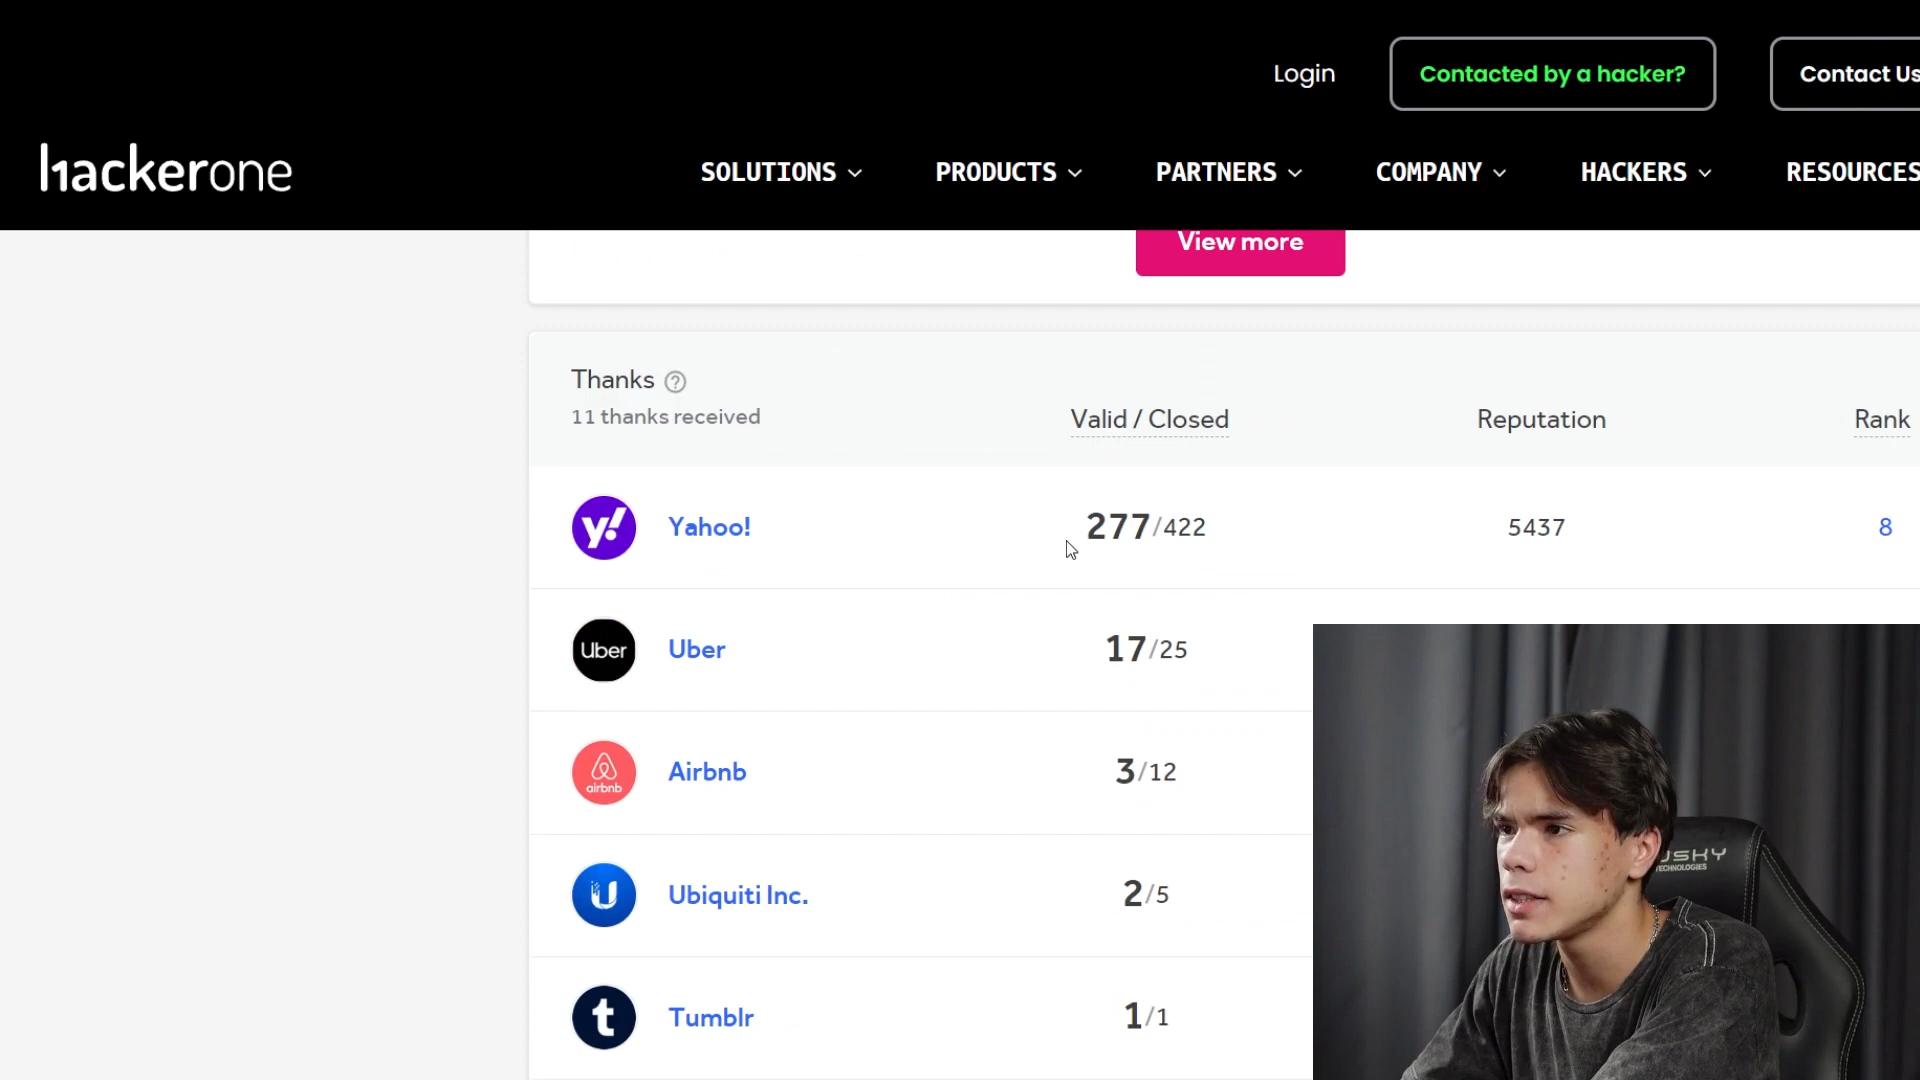 Login
Contacted by a hacker?
Contact Us
hackerone
SOLUTIONS
PRODUCTS
PARTNERS
COMPANY
HACKERS
RESOURCES
View more
Thanks ?
11 thanks received
Valid / Closed
Reputation
Rank
y! Yahoo! 277/422 5437 8
Uber Uber 17/25
airbnb Airbnb 3/12
U Ubiquiti Inc. 2/5
t Tumblr 1/1
USKY
TECHNOLOGIES